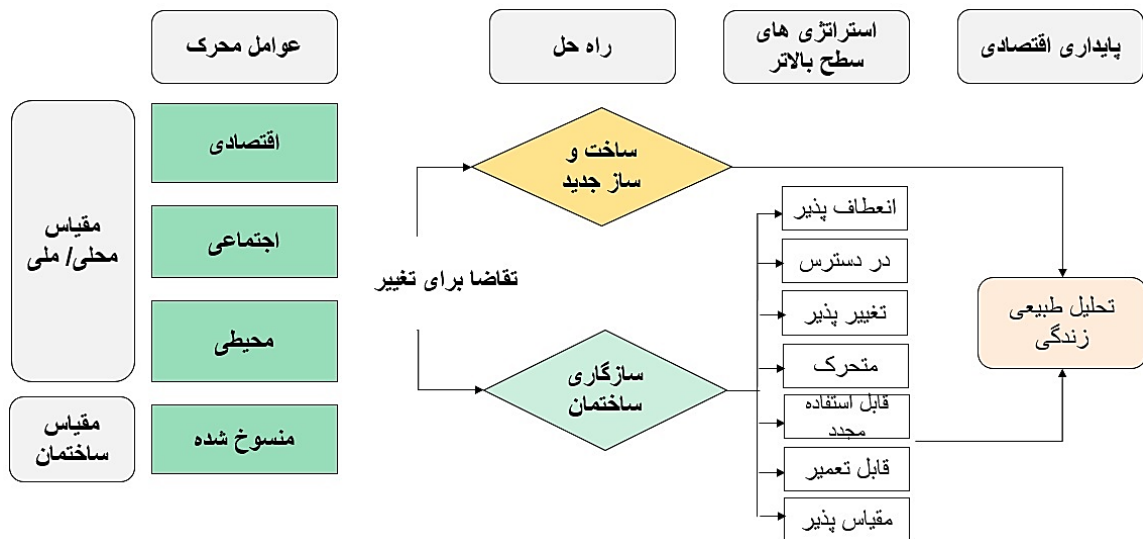 عوامل محرک
راه حل
استراتژی های
سطح بالاتر
پایداری اقتصادی
مقیاس
محلی/ ملی
اقتصادی
اجتماعی
محیطی
مقیاس
ساختمان
منسوخ شده
تقاضا برای تغییر
ساخت و
ساز جدید
سازگاری
ساختمان
انعطاف پذیر
در دسترس
تغییر پذیر
متحرک
قابل استفاده
مجدد
قابل تعمیر
مقیاس پذیر
تحلیل طبیعی
زندگی